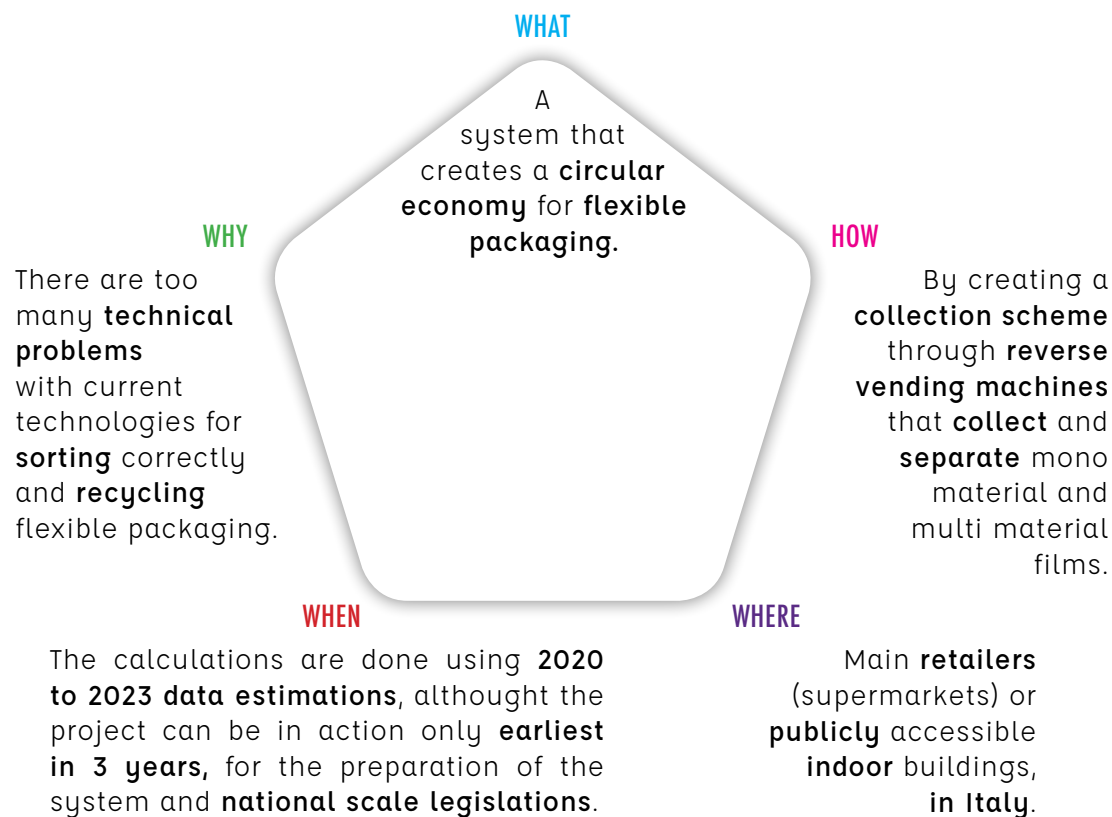 WHAT
A
system that
creates a circular
economy for flexible
packaging.
WHY
There are too
many technical
problems
with current
technologies for
sorting correctly
and recycling
flexible packaging.
HOW
By creating a
collection scheme
through reverse
vending machines
that collect and
separate mono
material and
multi material
films.
WHEN
The calculations are done using 2020
to 2023 data estimations, althought the
project can be in action only earliest
in 3 years, for the preparation of the
system and national scale legislations.
WHERE
Main retailers
(supermarkets) or
publicly accessible
indoor buildings,
in Italy.